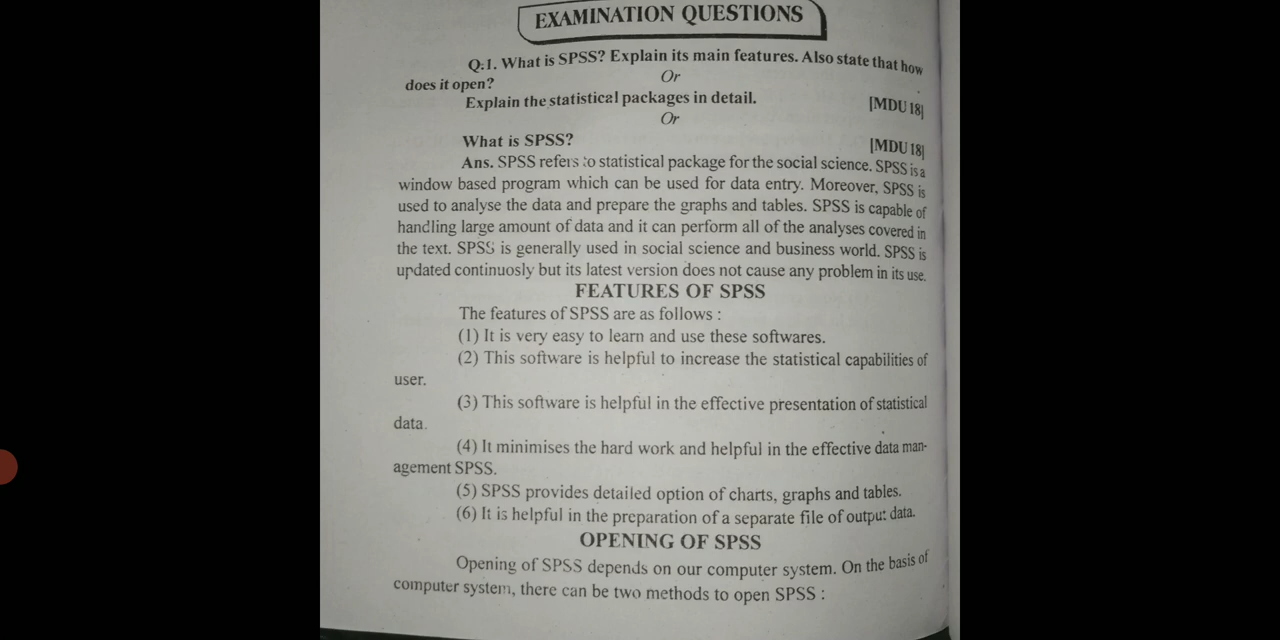 EXAMINATION QUESTIONS
Q.1. What is SPSS? Explain its main features. Also state that how
does it open?
Or
Explain the statistical packages in detail. [MDU 18]
Or
What is SPSS? [MDU 18]
Ans. SPSS refers to statistical package for the social science. SPSS is a
window based program which can be used for data entry. Moreover, SPSS is
used to analyse the data and prepare the graphs and tables. SPSS is capable of
handling large amount of data and it can perform all of the analyses covered in
the text. SPSS is generally used in social science and business world. SPSS is
updated continuosly but its latest version does not cause any problem in its use.
FEATURES OF SPSS
The features of SPSS are as follows :
(1) It is very easy to learn and use these softwares.
(2) This software is helpful to increase the statistical capabilities of
user.
(3) This software is helpful in the effective presentation of statistical
data.
(4) It minimises the hard work and helpful in the effective data man-
agement SPSS.
(5) SPSS provides detailed option of charts, graphs and tables.
(6) It is helpful in the preparation of a separate file of output data.
OPENING OF SPSS
Opening of SPSS depends on our computer system. On the basis of
computer system, there can be two methods to open SPSS :